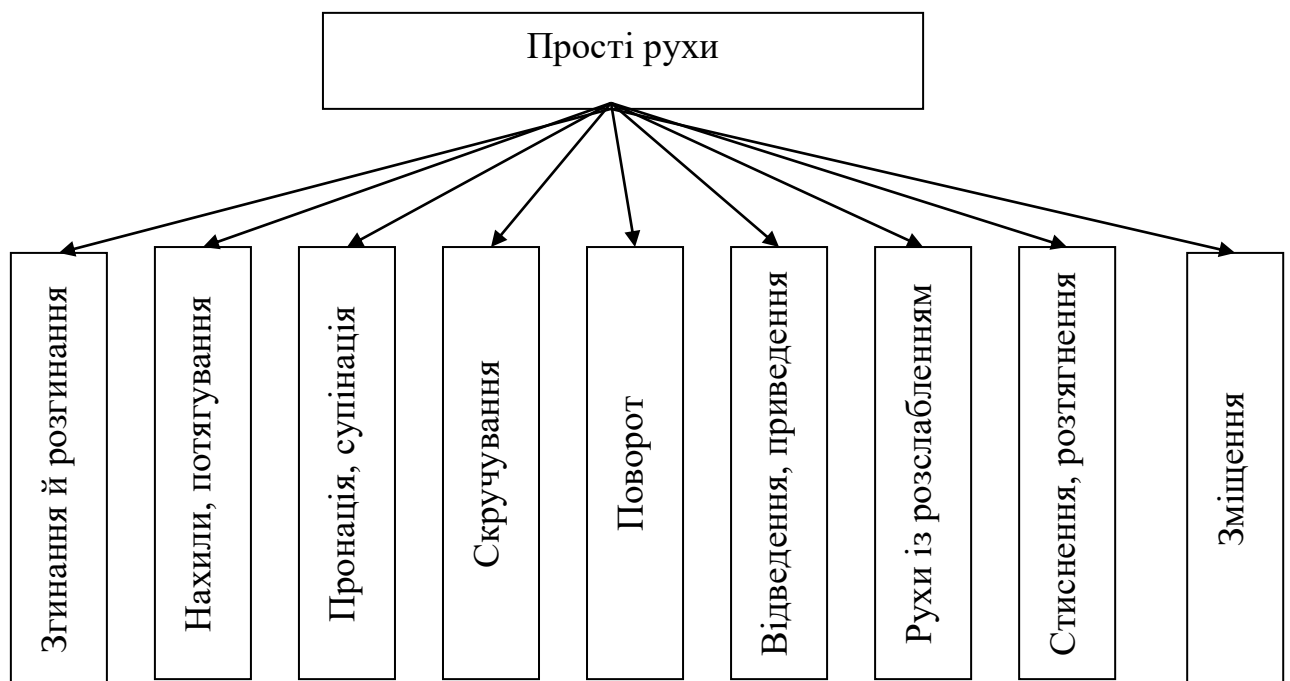 Прості рухи
Згинання й розгинання
Нахили, потягування
Пронація, супінація
Скручування
Поворот
Відведення, приведення
Рухи із розслабленням
Стиснення, розтягнення
Зміщення